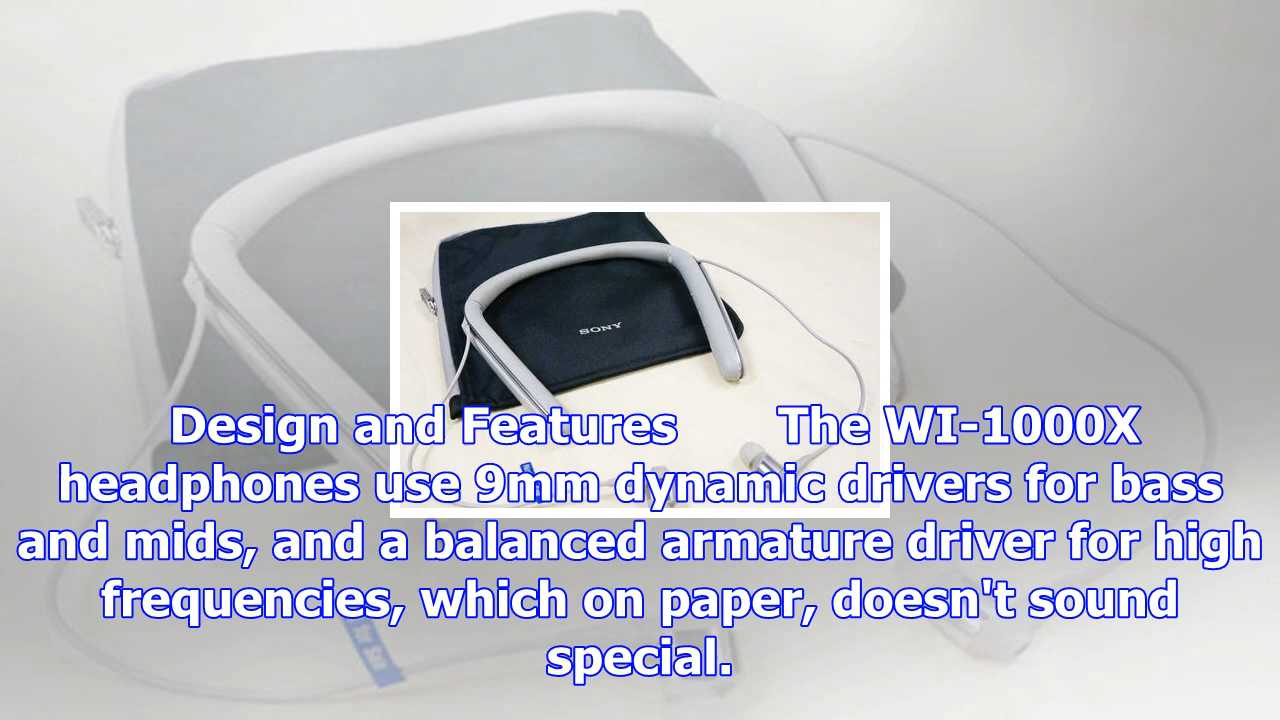 SONY
Design and Features The WI-1000X
headphones use 9mm dynamic drivers for bass
and mids, and a balanced armature driver for high
frequencies, which on paper, doesn't sound
special.